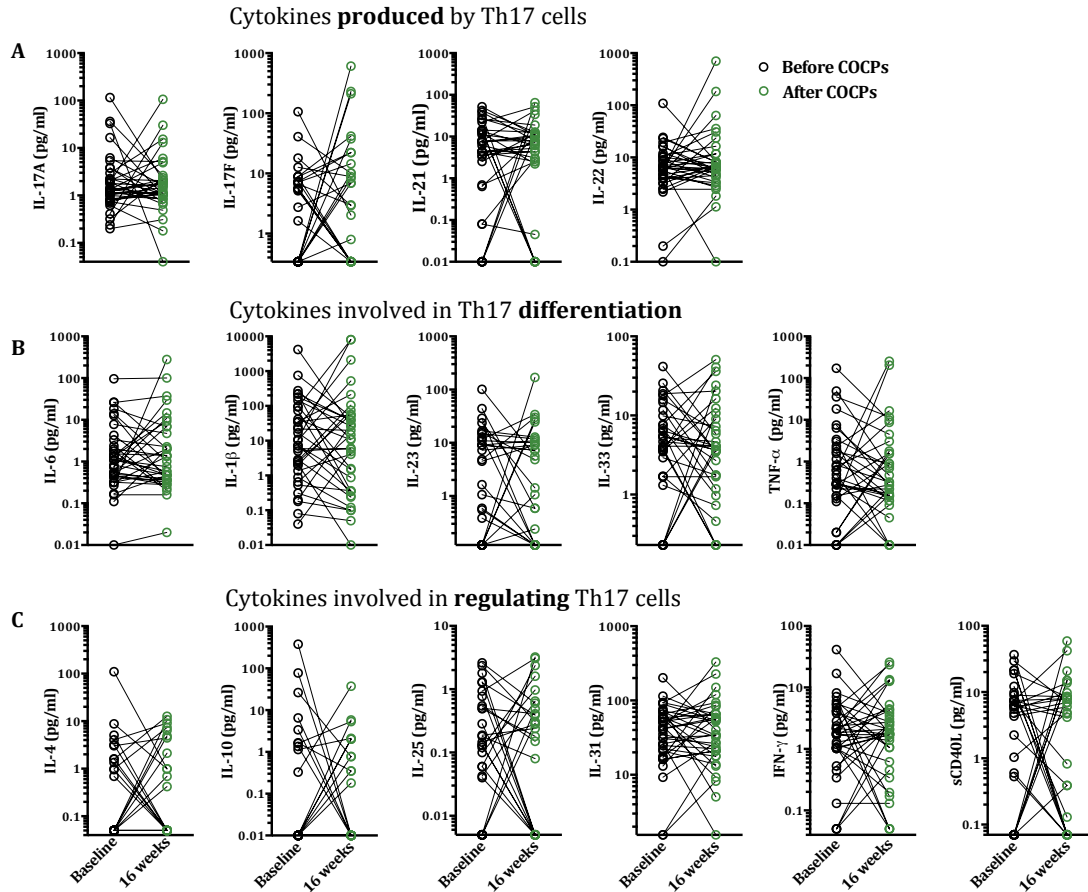 Cytokines produced by Th17 cells
A
IL-17A (pg/ml)
1000
100
10
1
0.1
IL-17F (pg/ml)
1000
100
10
1
IL-21 (pg/ml)
1000
100
10
1
0.1
0.01
IL-22 (pg/ml)
1000
100
10
1
0.1
Before COCPs
After COCPs
Cytokines involved in Th17 differentiation
B
IL-6 (pg/ml)
1000
100
10
1
0.1
0.01
IL-1β (pg/ml)
10000
1000
100
10
1
0.1
0.01
IL-23 (pg/ml)
1000
100
10
1
IL-33 (pg/ml)
100
10
1
TNF-α (pg/ml)
1000
100
10
1
0.1
0.01
Cytokines involved in regulating Th17 cells
C
IL-4 (pg/ml)
1000
100
10
1
0.1
Baseline
16 weeks
IL-10 (pg/ml)
1000
100
10
1
0.1
0.01
Baseline
16 weeks
IL-25 (pg/ml)
10
1
0.1
0.01
Baseline
16 weeks
IL-31 (pg/ml)
1000
100
10
Baseline
16 weeks
IFN-γ (pg/ml)
100
10
1
0.1
Baseline
16 weeks
sCD40L (pg/ml)
100
10
1
0.1
Baseline
16 weeks